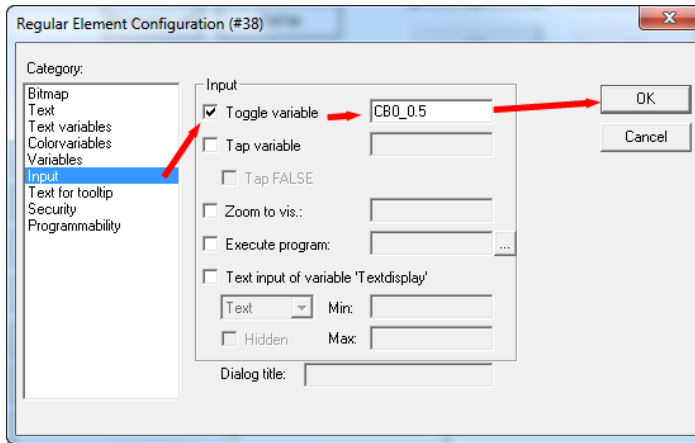 Regular Element Configuration (#38)
Category:
Bitmap
Text
Text variables
Colorvariables
Variables
Input
Text for tooltip
Security
Programmability
Input
Toggle variable CB0_0.5
Tap variable
Tap FALSE
Zoom to vis.:
Execute program: ...
Text input of variable 'Textdisplay'
Text Min:
Hidden Max:
Dialog title:
OK
Cancel